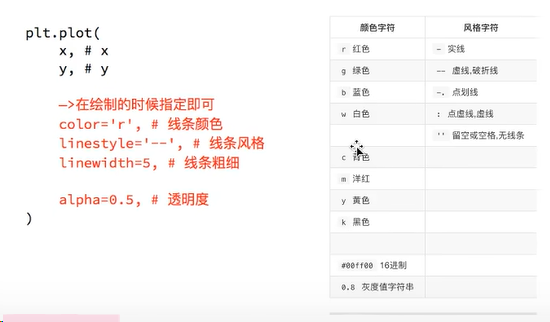 plt.plot(
x, # x
y, # y
—>在绘制的时候指定即可
color='r', # 线条颜色
linestyle='--', # 线条风格
linewidth=5, # 线条粗细
alpha=0.5, # 透明度
)
颜色字符 风格字符
r 红色 - 实线
g 绿色 -- 虚线,破折线
b 蓝色 -. 点划线
w 白色 : 点虚线,虚线
'' 留空或空格,无线条
c 青色
m 洋红
y 黄色
k 黑色
#00ff00 16进制
0.8 灰度值字符串